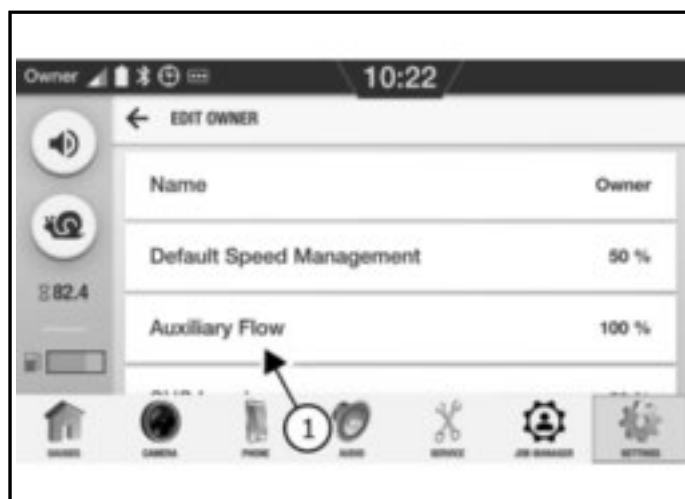 Owner 10:22
← EDIT OWNER
Name Owner
Default Speed Management 50 %
82.4
Auxiliary Flow 100 %
1
GAUGES CAMERA PHONE AUDIO SERVICE JOB MANAGER SETTINGS